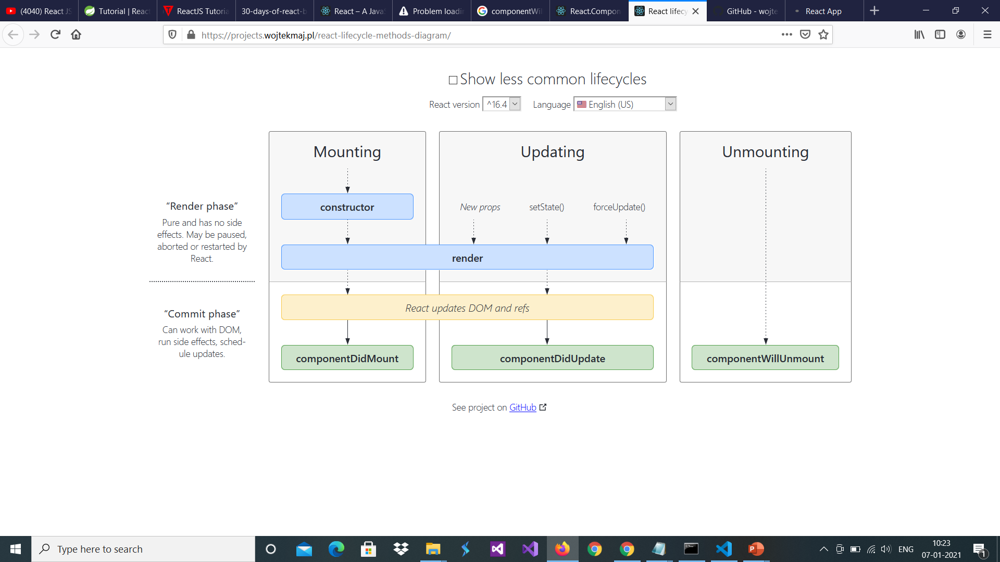 (4040) React JS
Tutorial | React
ReactJS Tutoria
30-days-of-react-b
React – A JavaS
Problem loadin
componentWil
React.Compon
React lifecy
GitHub - wojte
React App
https://projects.wojtekmaj.pl/react-lifecycle-methods-diagram/
Show less common lifecycles
React version ^16.4 Language English (US)
Mounting
Updating
Unmounting
“Render phase”
Pure and has no side
effects. May be paused,
aborted or restarted by
React.
constructor
New props
setState()
forceUpdate()
render
“Commit phase”
Can work with DOM,
run side effects, sched-
ule updates.
React updates DOM and refs
componentDidMount
componentDidUpdate
componentWillUnmount
See project on GitHub
Type here to search
ENG
10:23
07-01-2021
1